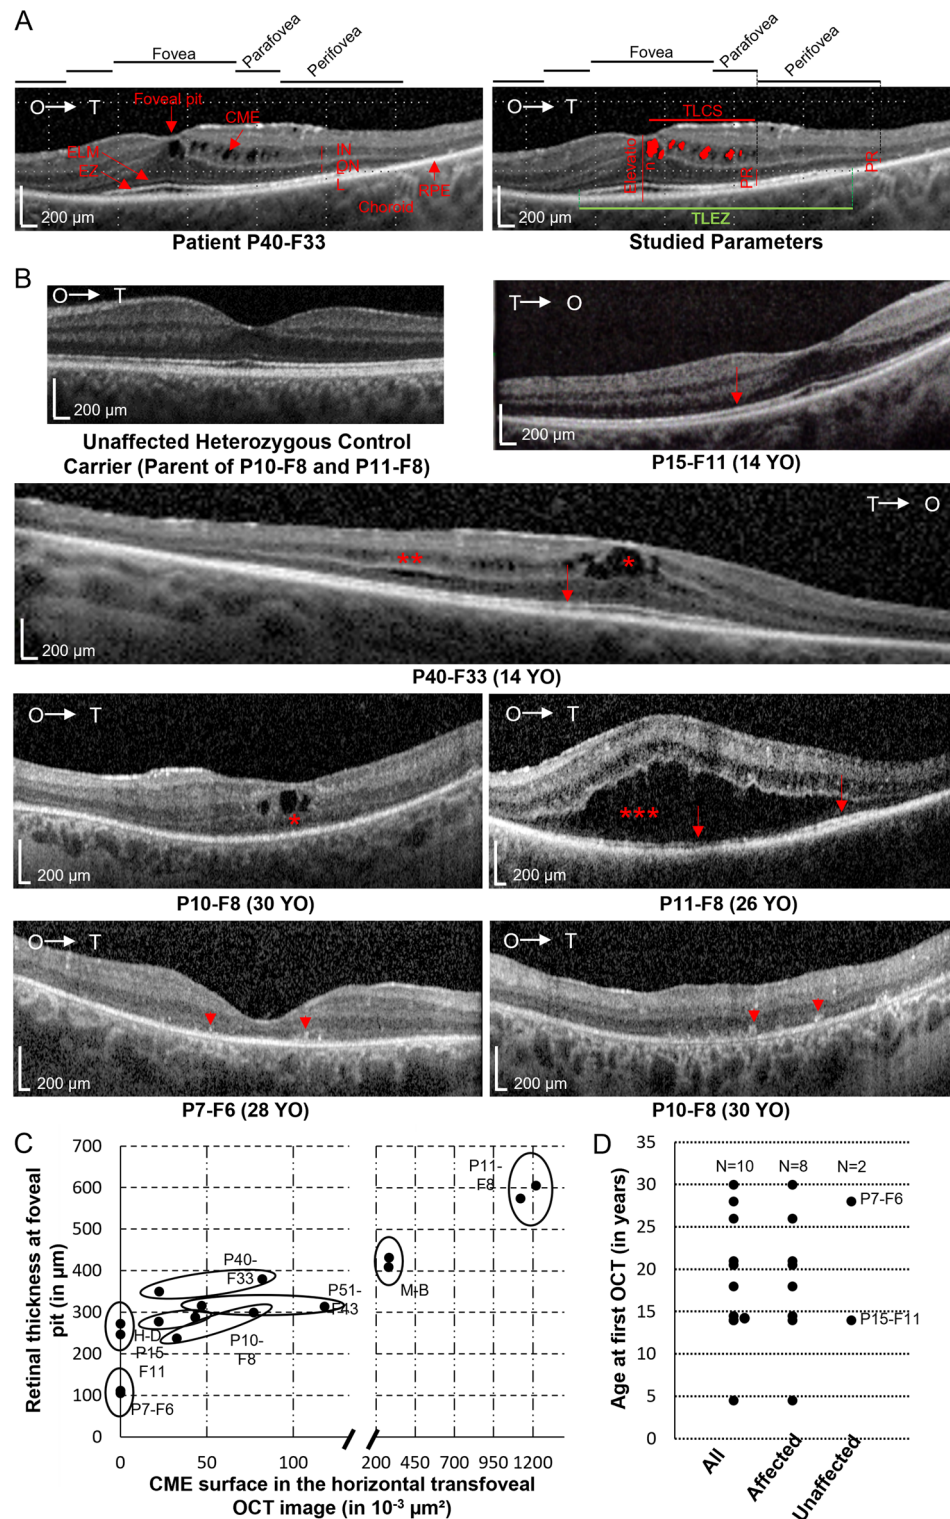 A
Fovea
Parafovea
Perifovea
O → T
Foveal pit
CME
ELM
EZ
IN
ON
L
RPE
Choroid
200 µm
Patient P40-F33
Fovea
Parafovea
Perifovea
O → T
TLCS
Elevatio
n
PR
PR
TLEZ
200 µm
Studied Parameters
B
O → T
200 µm
Unaffected Heterozygous Control
Carrier (Parent of P10-F8 and P11-F8)
T → O
200 µm
P15-F11 (14 YO)
T → O
**
*
200 µm
P40-F33 (14 YO)
O → T
*
200 µm
P10-F8 (30 YO)
O → T
***
200 µm
P11-F8 (26 YO)
O → T
200 µm
P7-F6 (28 YO)
O → T
200 µm
P10-F8 (30 YO)
C
Retinal thickness at foveal
pit (in µm)
700
600
500
400
300
200
100
0
P11-
F8
P40-
F33
M-B
P51-
F43
H-D
P15-
F11
P10-
F8
P7-F6
0 50 100 200 450 700 950 1200
CME surface in the horizontal transfoveal
OCT image (in 10⁻³ µm²)
D
Age at first OCT (in years)
35
30
25
20
15
10
5
0
N=10 N=8 N=2
P7-F6
P15-F11
All
Affected
Unaffected